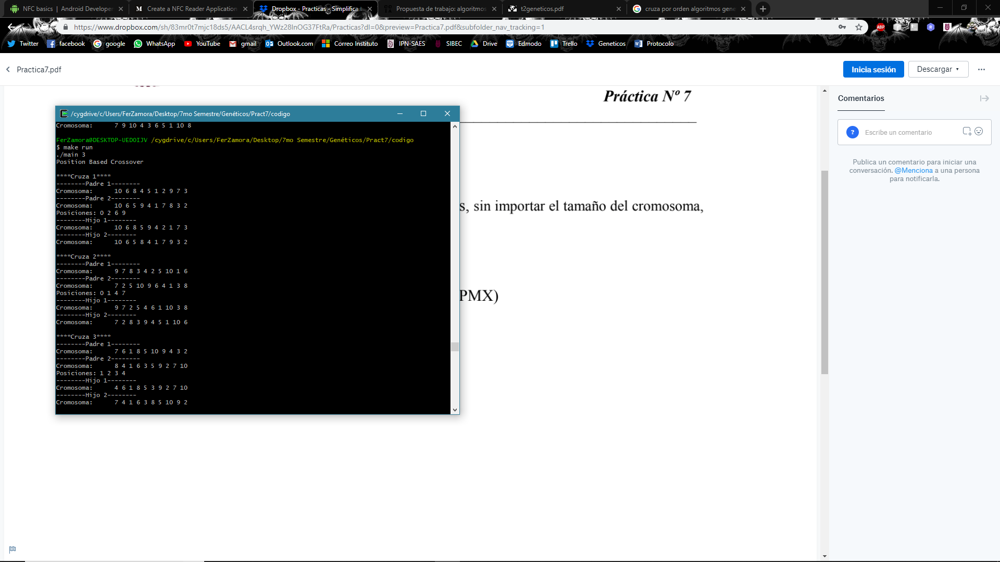 NFC basics | Android Developer
Create a NFC Reader Application
Dropbox - Practicas - Simplifica t
Propuesta de trabajo: algoritmos
t2geneticos.pdf
cruza por orden algoritmos gene
https://www.dropbox.com/sh/83mr0t7mjc18ds5/AACL4srqh_YWz28InOG37FtRa/Practicas?dl=0&preview=Practica7.pdf&subfolder_nav_tracking=1
Twitter facebook google WhatsApp YouTube gmail Outlook.com Correo Instituto IPN-SAES SIBEC Drive Edmodo Trello Geneticos Protocolo
Practica7.pdf
Inicia sesión
Descargar
Práctica Nº 7
s, sin importar el tamaño del cromosoma,
PMX)
/cygdrive/c/Users/FerZamora/Desktop/7mo Semestre/Genéticos/Pract7/codigo
Cromosoma: 7 9 10 4 3 6 5 1 10 8
FerZamora@DESKTOP-UEDOIJV /cygdrive/c/Users/FerZamora/Desktop/7mo Semestre/Genéticos/Pract7/codigo
$ make run
./main 3
Position Based Crossover
****Cruza 1****
--------Padre 1--------
Cromosoma: 10 6 8 4 5 1 2 9 7 3
--------Padre 2--------
Cromosoma: 10 6 5 9 4 1 7 8 3 2
Posiciones: 0 2 6 9
--------Hijo 1--------
Cromosoma: 10 6 8 5 9 4 2 1 7 3
--------Hijo 2--------
Cromosoma: 10 6 5 8 4 1 7 9 3 2
****Cruza 2****
--------Padre 1--------
Cromosoma: 9 7 8 3 4 2 5 10 1 6
--------Padre 2--------
Cromosoma: 7 2 5 10 9 6 4 1 3 8
Posiciones: 0 1 4 7
--------Hijo 1--------
Cromosoma: 9 7 2 5 4 6 1 10 3 8
--------Hijo 2--------
Cromosoma: 7 2 8 3 9 4 5 1 10 6
****Cruza 3****
--------Padre 1--------
Cromosoma: 7 6 1 8 5 10 9 4 3 2
--------Padre 2--------
Cromosoma: 8 4 1 6 3 5 9 2 7 10
Posiciones: 1 2 3 4
--------Hijo 1--------
Cromosoma: 4 6 1 8 5 3 9 2 7 10
--------Hijo 2--------
Cromosoma: 7 4 1 6 3 8 5 10 9 2
Comentarios
Escribe un comentario
Publica un comentario para iniciar una
conversación. @Menciona a una persona
para notificarla.